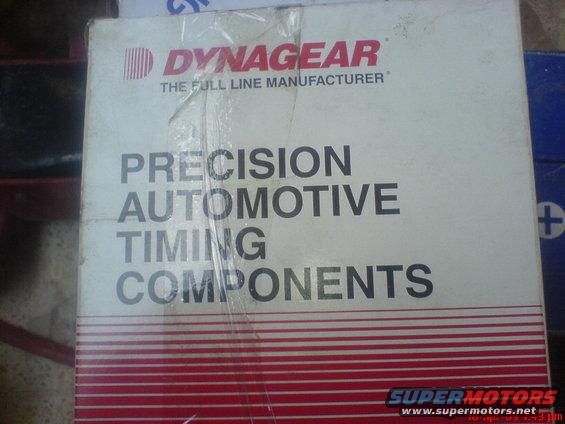 DYNAGEAR®
THE FULL LINE MANUFACTURER®
PRECISION
AUTOMOTIVE
TIMING
COMPONENTS
SUPERMOTORS
www.supermotors.net